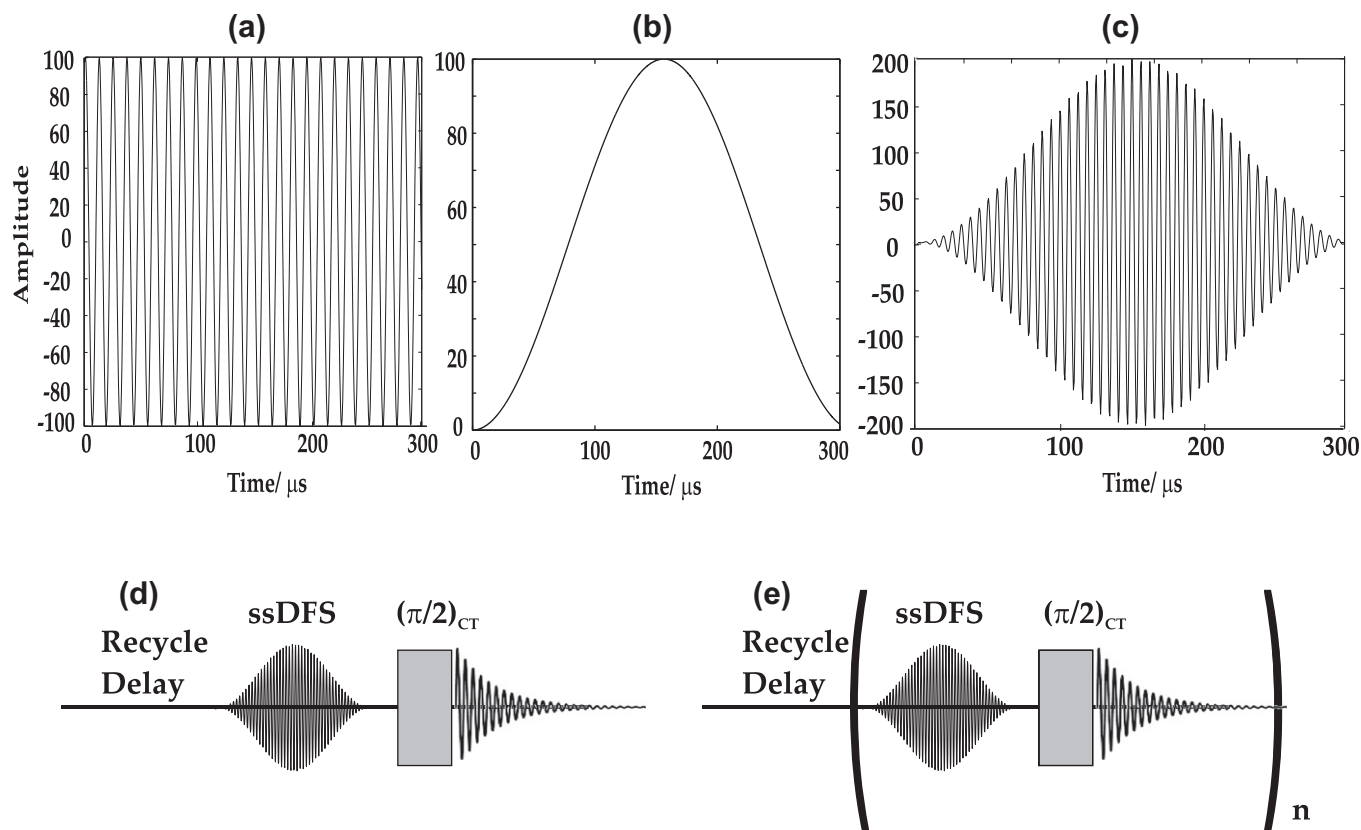 (a)
100
80
60
40
20
0
-20
-40
-60
-80
-100
Amplitude
0 100 200 300
Time/ μs
(b)
100
80
60
40
20
0
0 100 200 300
Time/ μs
(c)
200
150
100
50
0
-50
-100
-150
-200
0 100 200 300
Time/ μs
(d)
ssDFS (π/2)CT
Recycle
Delay
(e)
ssDFS (π/2)CT
Recycle
Delay
n